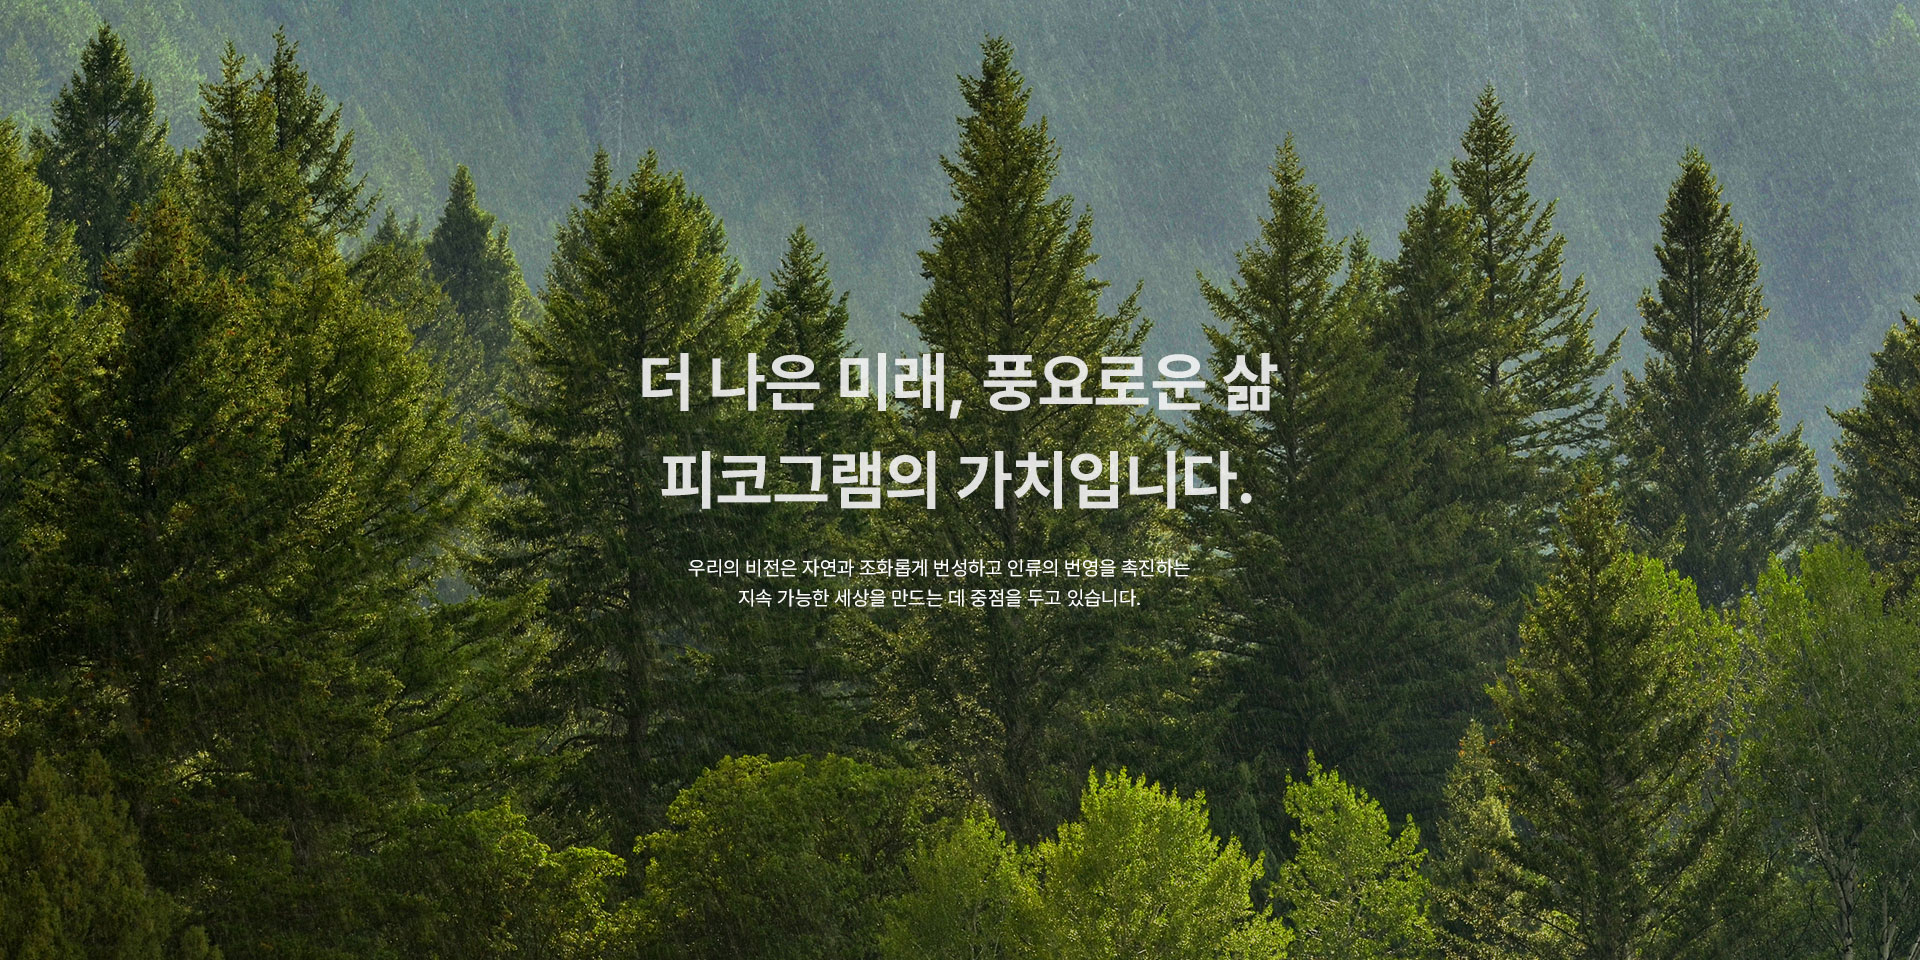 더 나은 미래, 풍요로운 삶
피코그램의 가치입니다.
우리의 비전은 자연과 조화롭게 번성하고 인류의 번영을 촉진하는
지속 가능한 세상을 만드는 데 중점을 두고 있습니다.